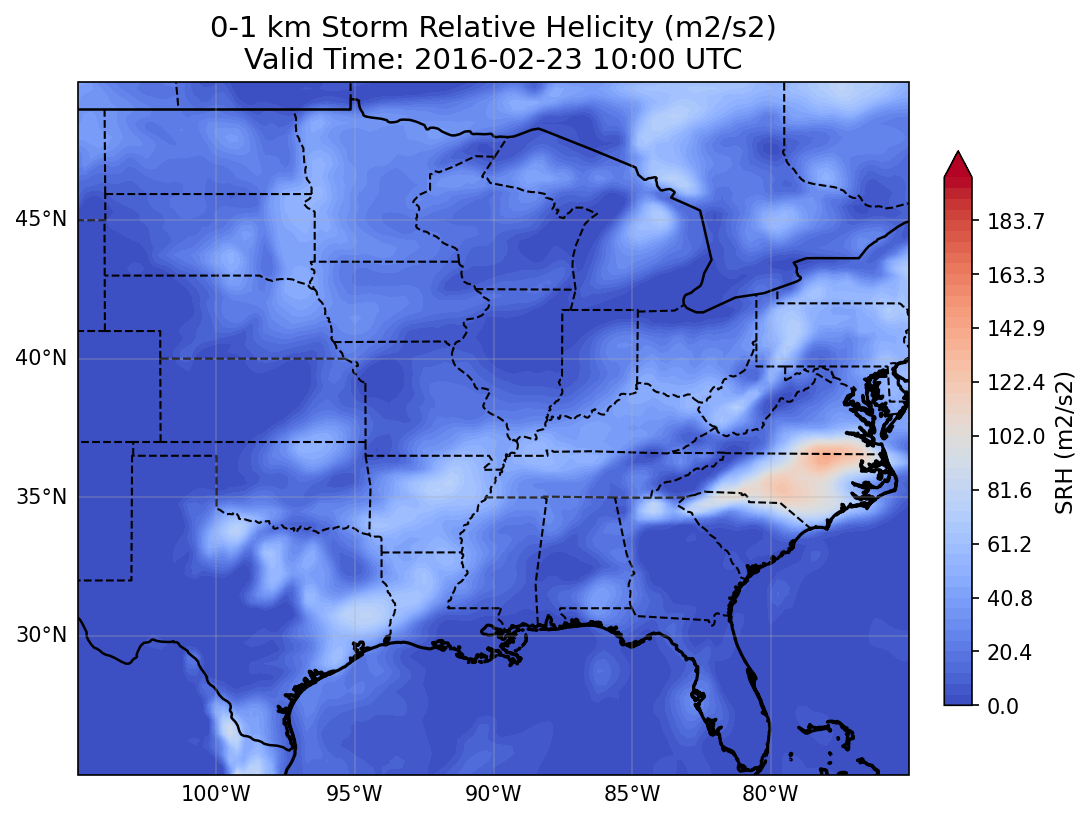 0-1 km Storm Relative Helicity (m2/s2)
Valid Time: 2016-02-23 10:00 UTC
45°N
40°N
35°N
30°N
100°W
95°W
90°W
85°W
80°W
183.7
163.3
142.9
122.4
102.0
81.6
61.2
40.8
20.4
0.0
SRH (m2/s2)